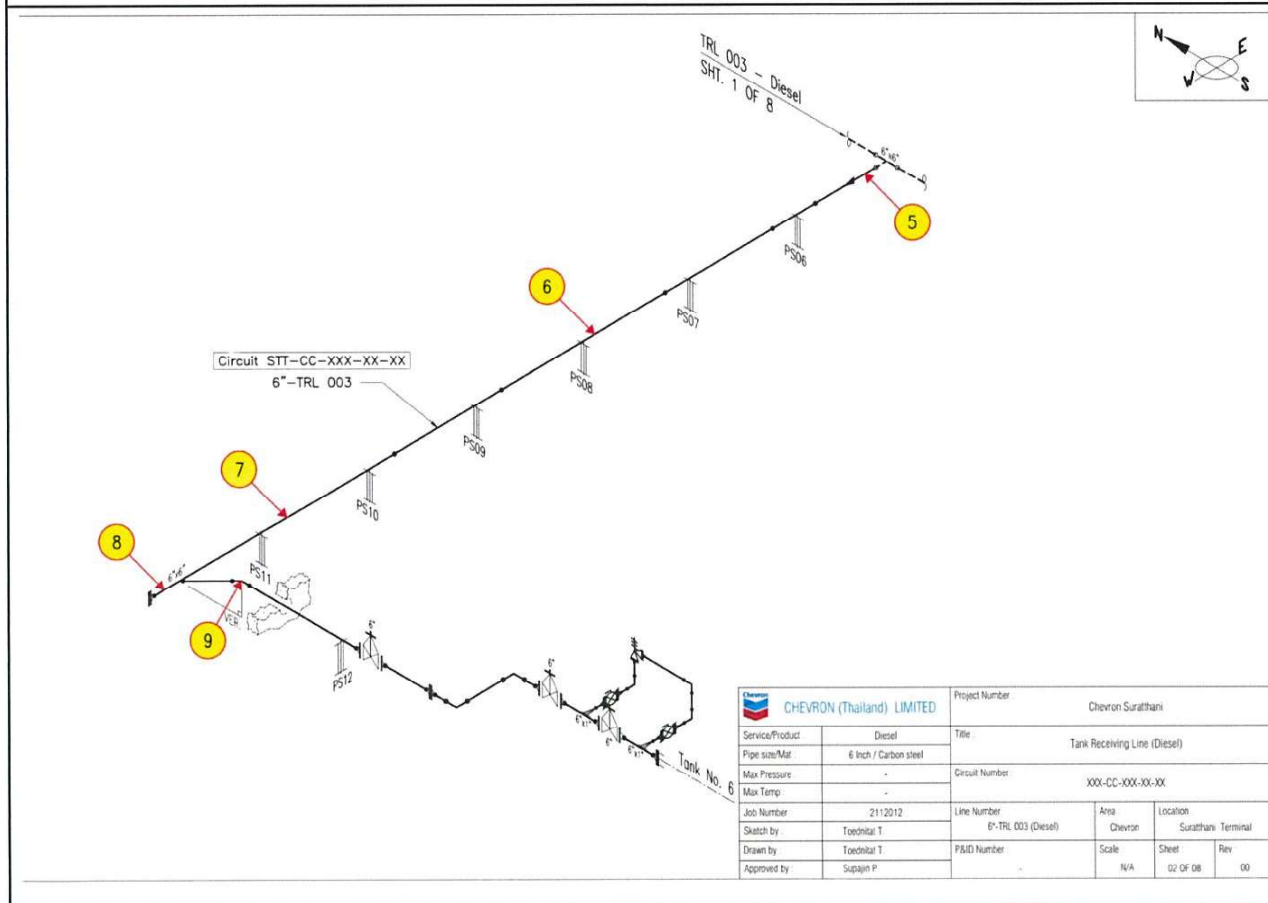 N
E
W
S
TRL 003 - Diesel
SHT. 1 OF 8
6"x6"
5
PS06
6
PS07
PS08
Circuit STT-CC-XXX-XX-XX
6"-TRL 003
PS09
7
PS10
8
6"x6"
PS11
VER.
9
6"
PS12
6"
6"x1"
6"
6"x1"
Tank No. 6
Chevron
CHEVRON (Thailand) LIMITED
Project Number
Chevron Suratthani
Service/Product
Diesel
Title
Tank Receiving Line (Diesel)
Pipe size/Mat
6 Inch / Carbon steel
Max Pressure
-
Circuit Number
XXX-CC-XXX-XX-XX
Max Temp
-
Job Number
2112012
Line Number
6"-TRL 003 (Diesel)
Area
Chevron
Location
Suratthani Terminal
Sketch by
Toednitat T
Drawn by
Toednitat T
P&ID Number
-
Scale
N/A
Sheet
02 OF 08
Rev
00
Approved by
Supajin P